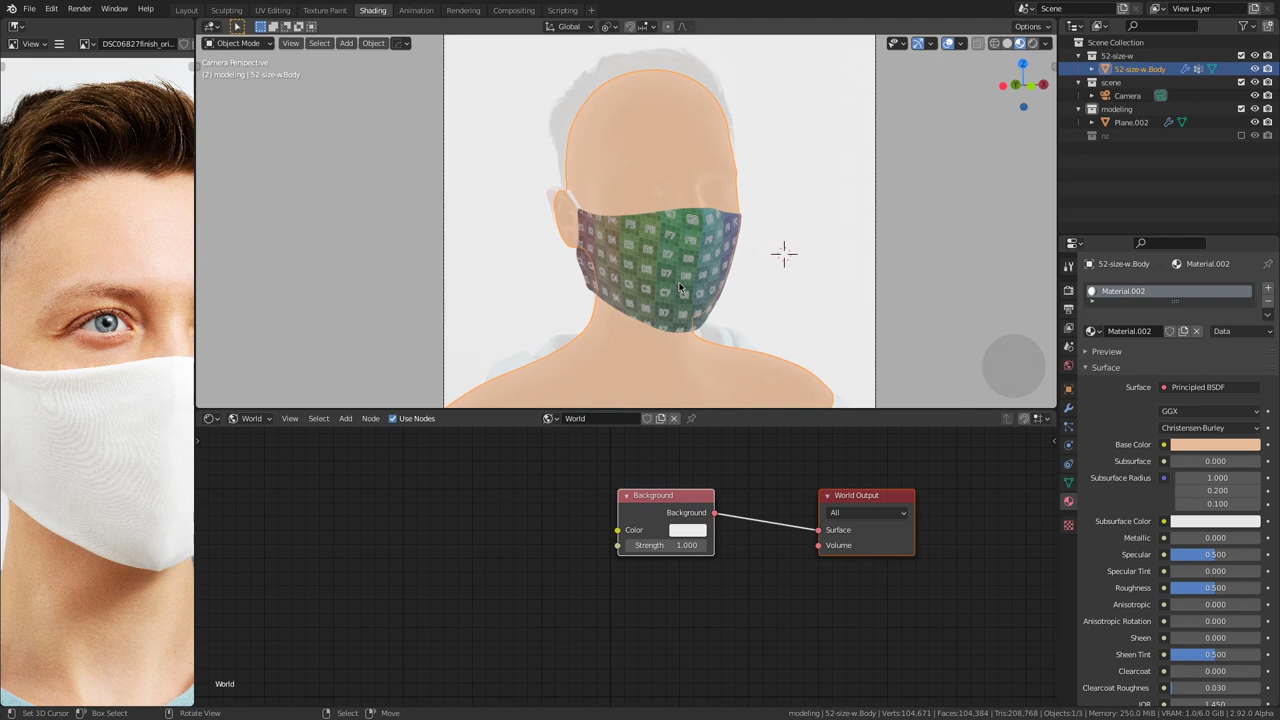 File Edit Render Window Help
Layout Sculpting UV Editing Texture Paint Shading Animation Rendering Compositing Scripting +
Scene
View Layer
View
DSC06827finish_ori...
Global
Options
Object Mode View Select Add Object
Camera Perspective
(2) modeling | 52-size-w.Body
Z
Y
X
Scene Collection
52-size-w
52-size-w.Body
scene
Camera
modeling
Plane.002
nz
World View Select Add Node Use Nodes
World
Background
Background
Color
Strength 1.000
World Output
All
Surface
Volume
World
52-size-w.Body
Material.002
Material.002
Material.002
Data
Preview
Surface
Surface Principled BSDF
GGX
Christensen-Burley
Base Color
Subsurface 0.000
Subsurface Radius 1.000
0.200
0.100
Subsurface Color
Metallic 0.000
Specular 0.500
Specular Tint 0.000
Roughness 0.500
Anisotropic 0.000
Anisotropic Rotation 0.000
Sheen 0.000
Sheen Tint 0.500
Clearcoat 0.000
Clearcoat Roughness 0.030
IOR 1.450
Set 3D Cursor
Box Select
Rotate View
Select
Move
modeling | 52-size-w.Body | Verts:104,671 | Faces:104,384 | Tris:208,768 | Objects:1/3 | Memory: 250.0 MiB | VRAM: 1.0/6.0 GiB | 2.92.0 Alpha